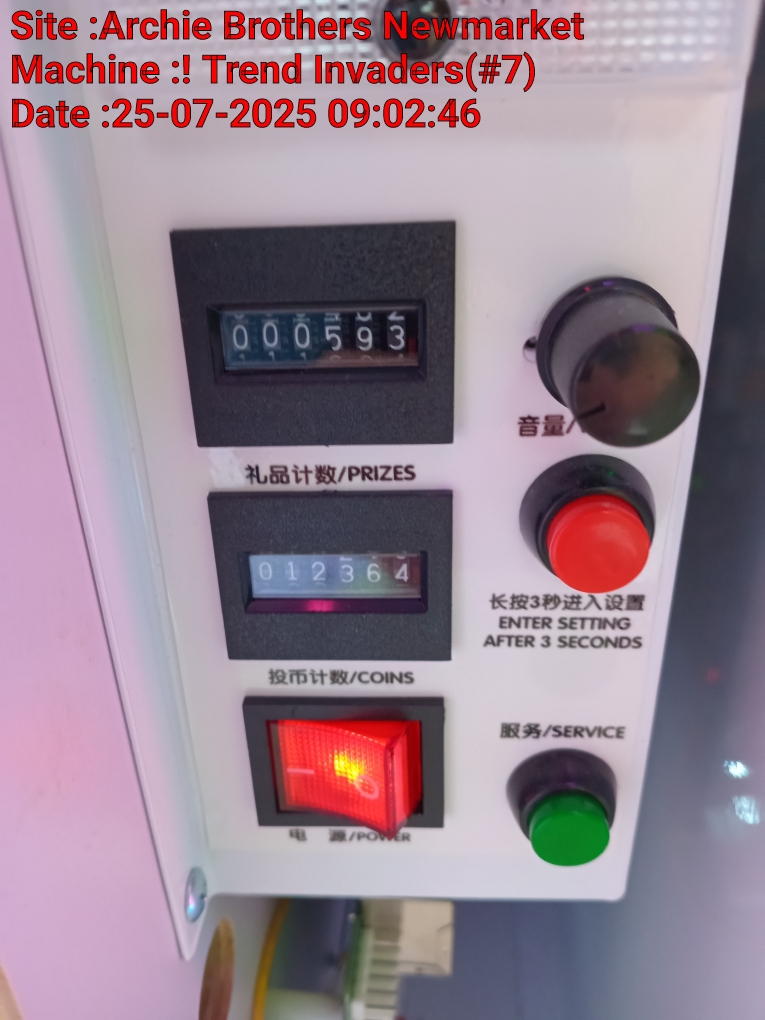 Site :Archie Brothers Newmarket
Machine :! Trend Invaders(#7)
Date :25-07-2025 09:02:46
000593
音量/
礼品计数/PRIZES
012364
长按3秒进入设置
ENTER SETTING
AFTER 3 SECONDS
投币计数/COINS
服务/SERVICE
电 源/POWER